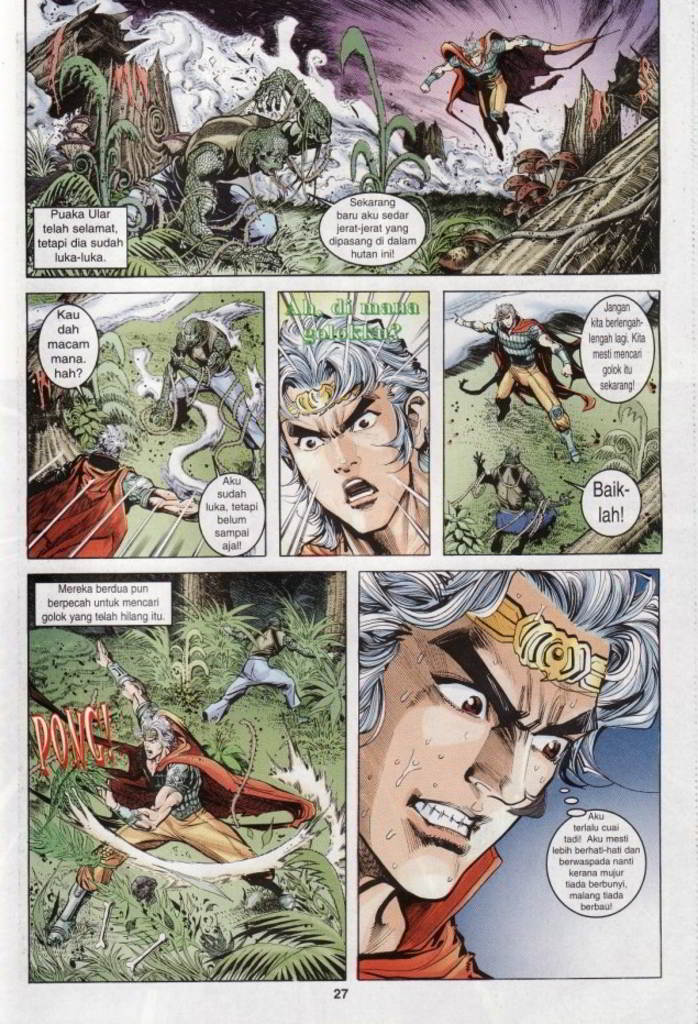 Puaka Ular
telah selamat,
tetapi dia sudah
luka-luka.
Sekarang
baru aku sedar
jerat-jerat yang
dipasang di dalam
hutan ini!
Kau
dah
macam
mana.
hah?
Aku
sudah
luka, tetapi
belum
sampai
ajal!
Ah, di mana
golokku?
Jangan
kita berlengah-
lengah lagi. Kita
mesti mencari
golok itu
sekarang!
Baik-
lah!
Mereka berdua pun
berpecah untuk mencari
golok yang telah hilang itu.
PONG!
Aku
terlalu cuai
tadi! Aku mesti
lebih berhati-hati dan
berwaspada nanti
kerana mujur
tiada berbunyi,
malang tiada
berbau!
27